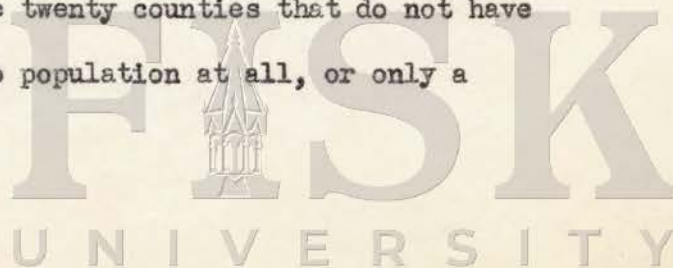 twenty counties that do not have
population at all, or only a
FISK
UNIVERSITY